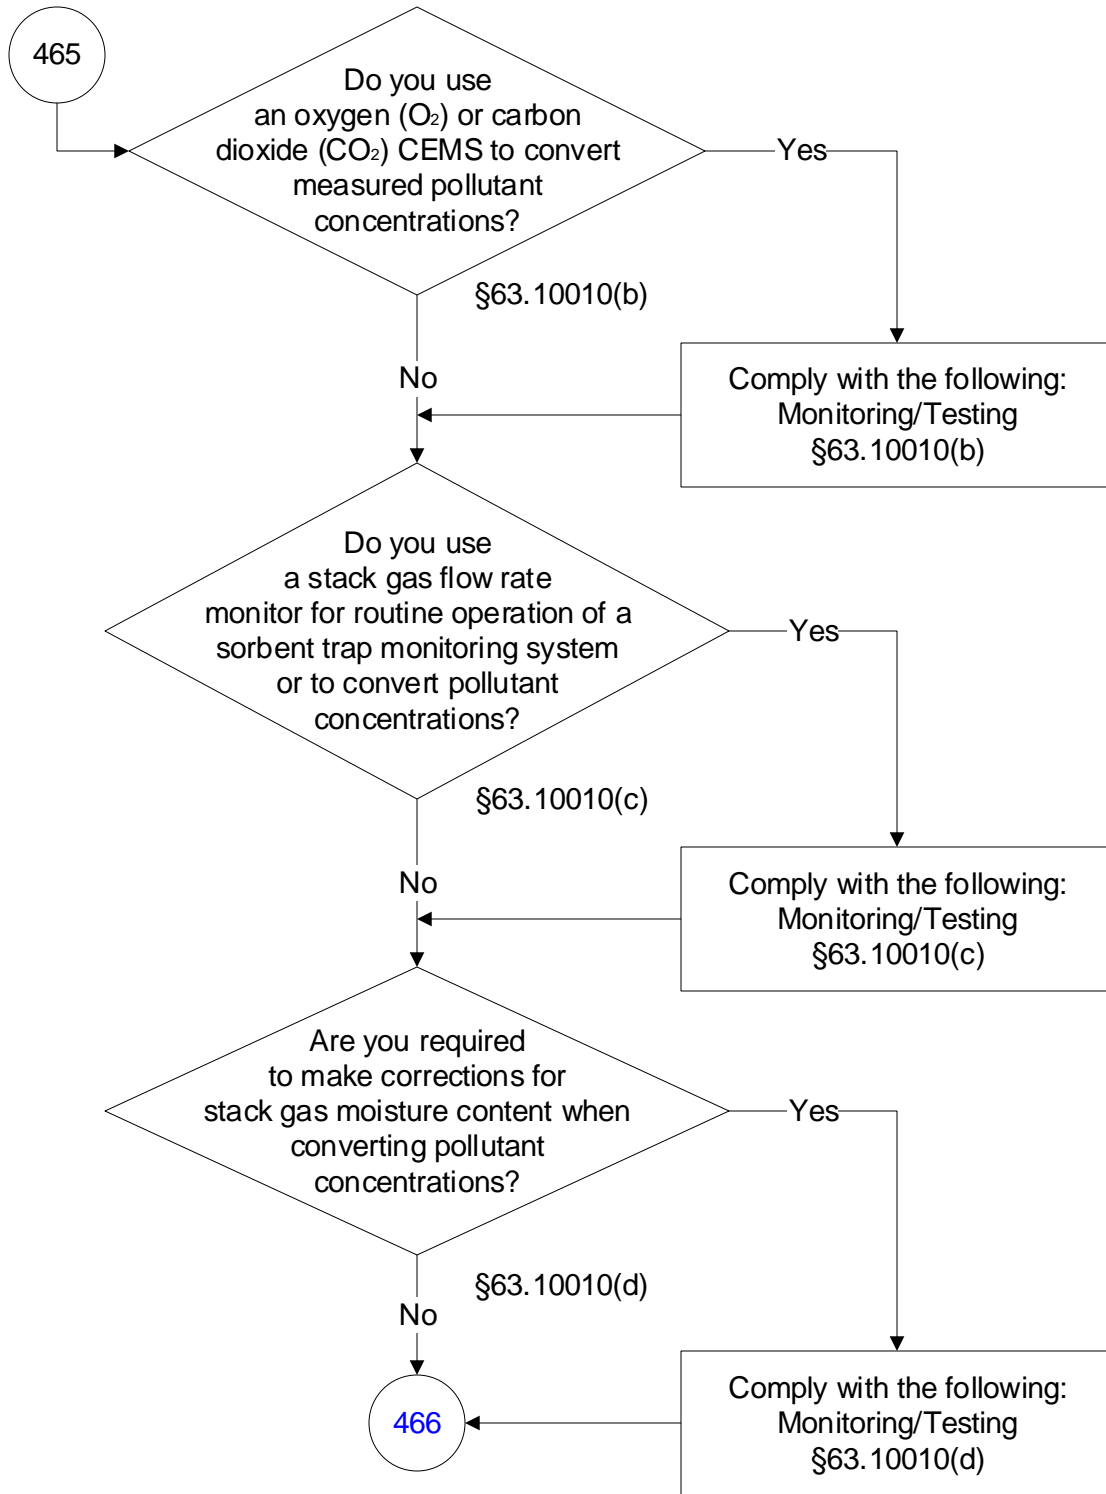 465
Do you use
an oxygen (O₂) or carbon
dioxide (CO₂) CEMS to convert
measured pollutant
concentrations?
Yes
§63.10010(b)
No
Comply with the following:
Monitoring/Testing
§63.10010(b)
Do you use
a stack gas flow rate
monitor for routine operation of a
sorbent trap monitoring system
or to convert pollutant
concentrations?
Yes
§63.10010(c)
No
Comply with the following:
Monitoring/Testing
§63.10010(c)
Are you required
to make corrections for
stack gas moisture content when
converting pollutant
concentrations?
Yes
§63.10010(d)
No
466
Comply with the following:
Monitoring/Testing
§63.10010(d)